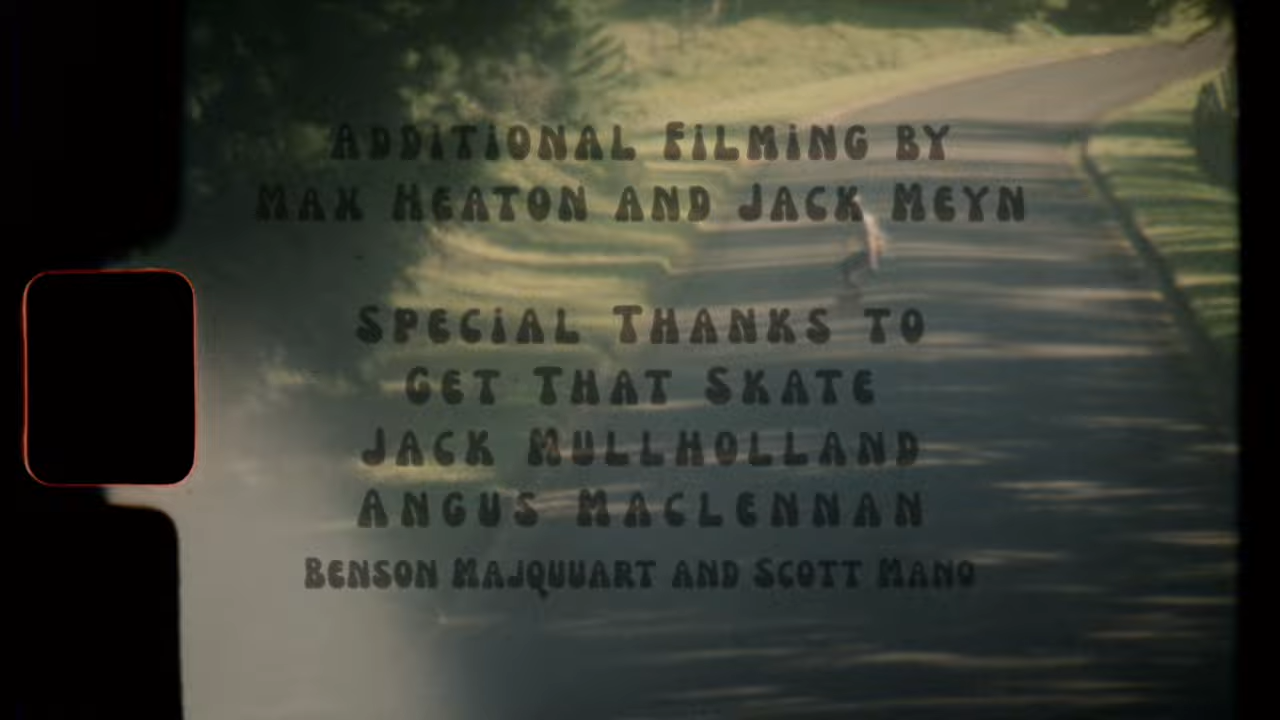 Additional Filming by
Max Heaton and Jack Meyn
Special Thanks to
Get That Skate
Jack Mullholland
Angus Maclennan
Benson Majquuart and Scott Mano